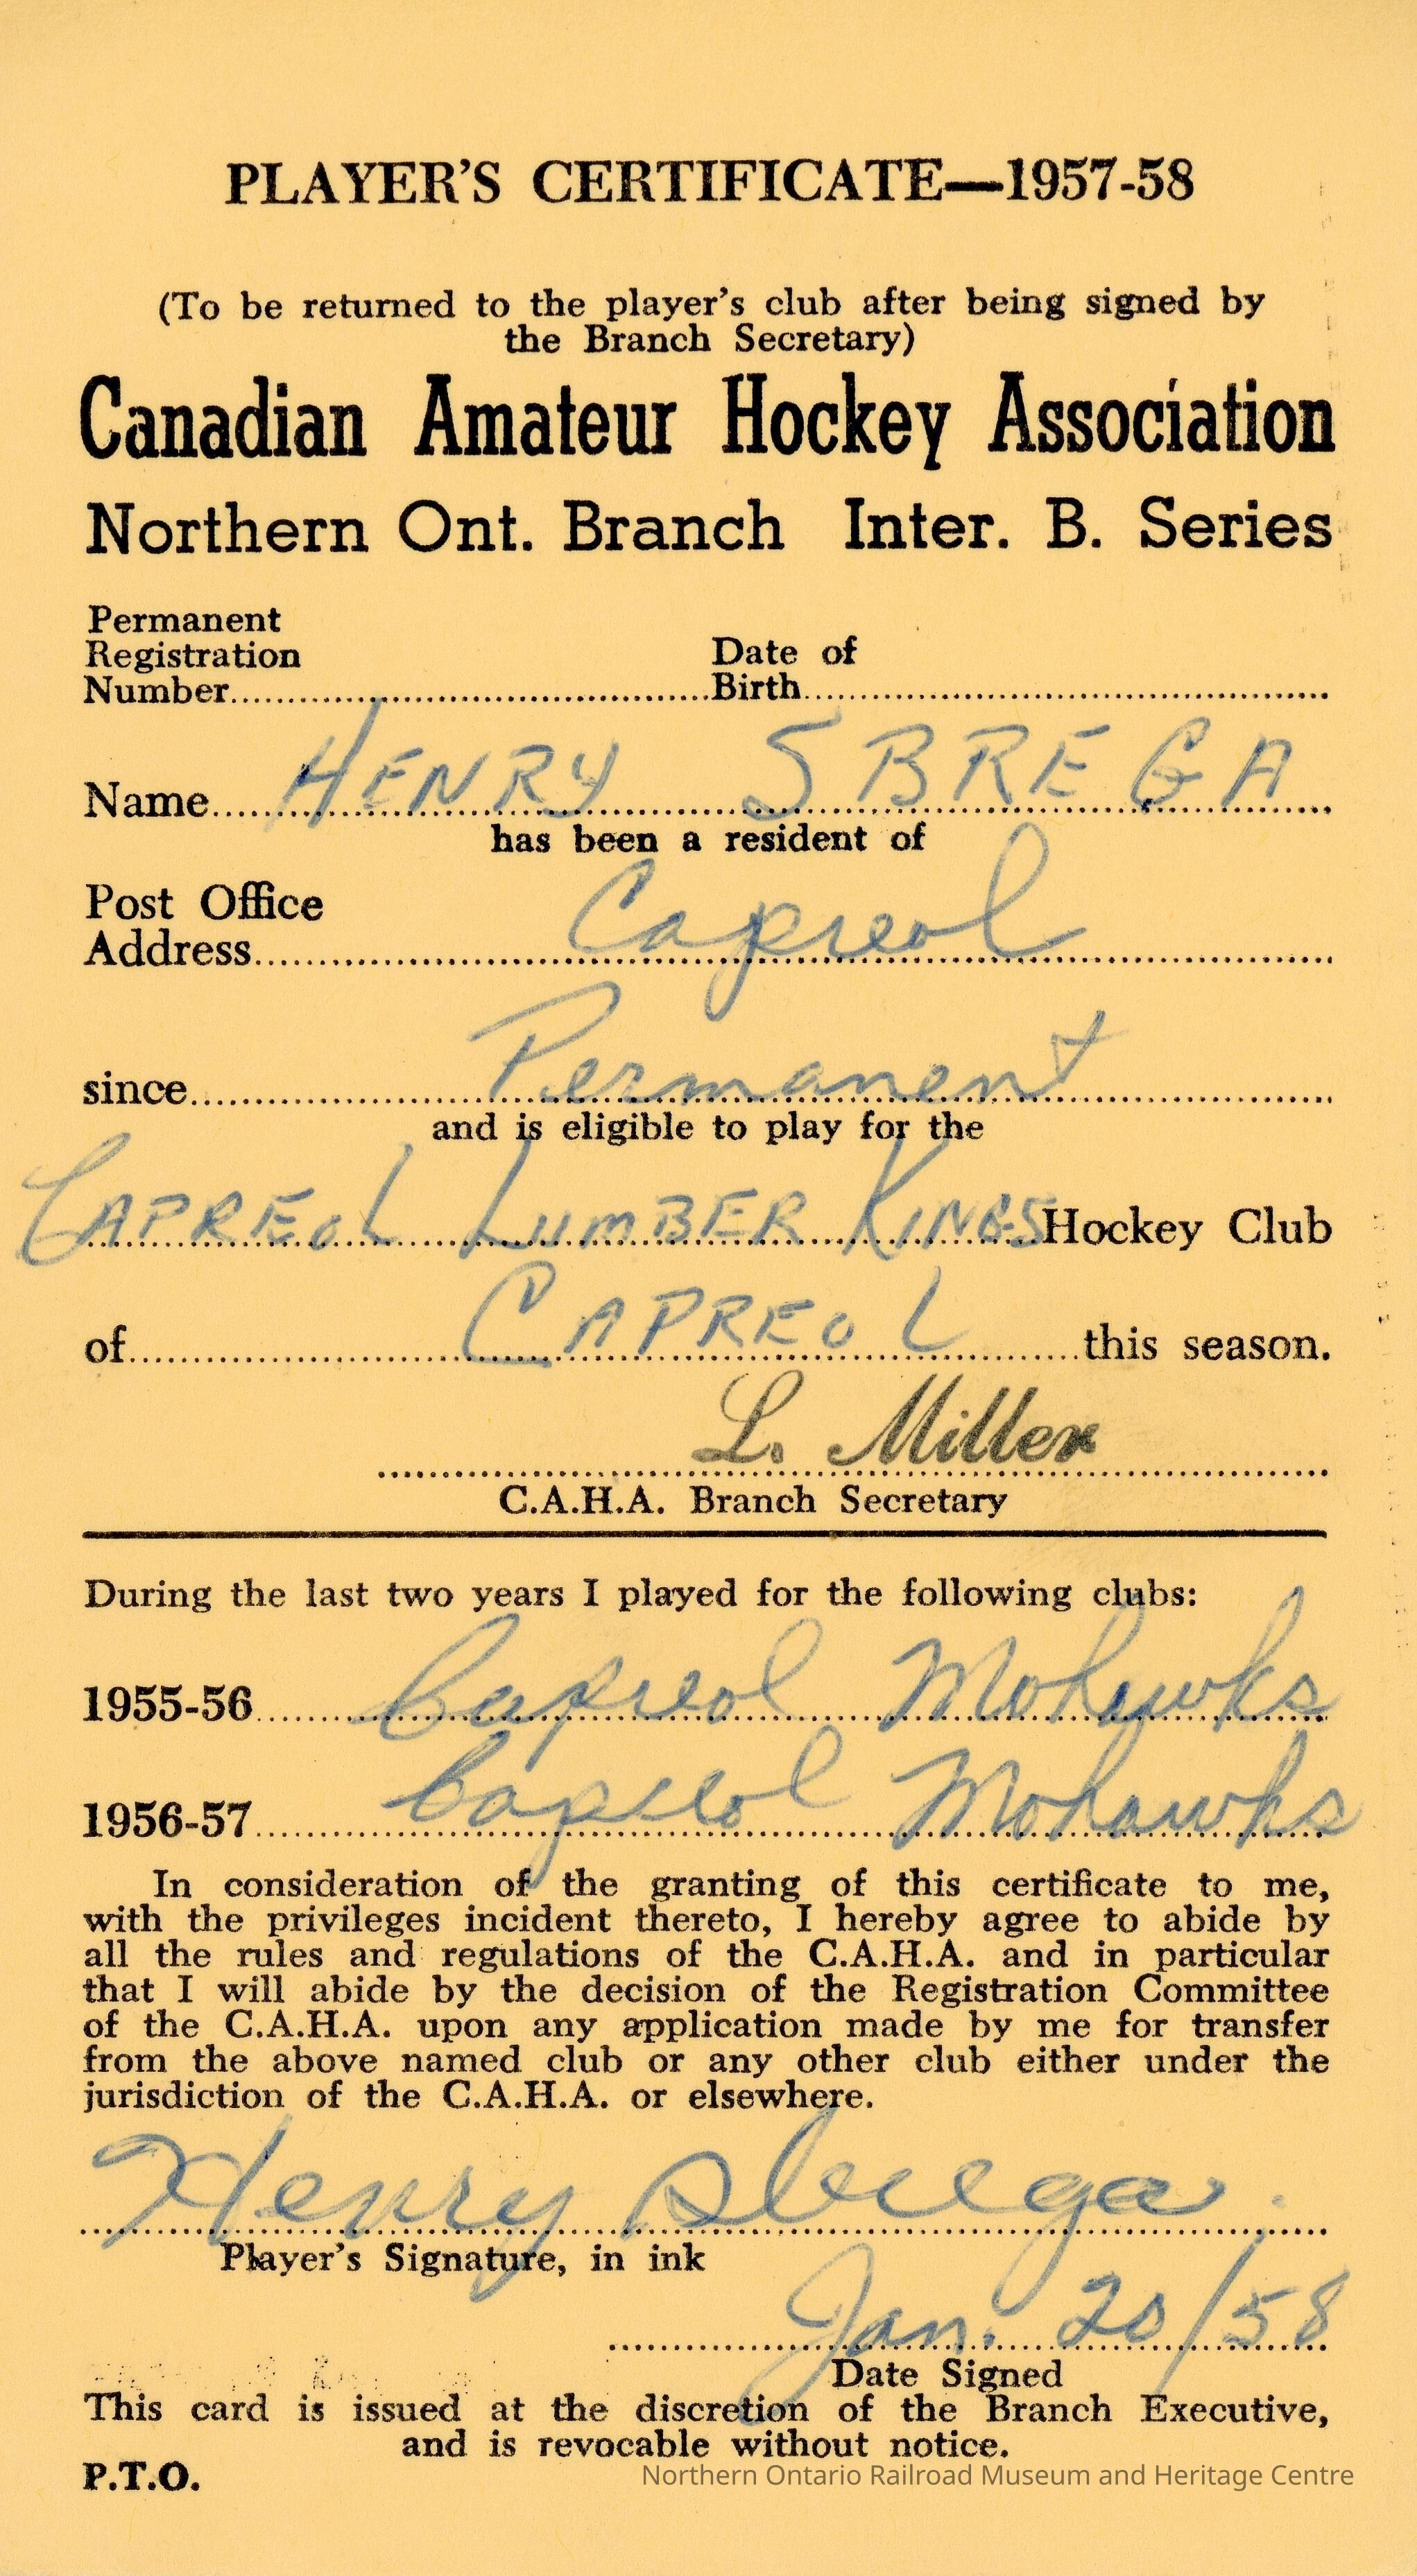 PLAYER'S CERTIFICATE—1957-58
(To be returned to the player's club after being signed by
the Branch Secretary)
Canadian Amateur Hockey Association
Northern Ont. Branch Inter. B. Series
Permanent
Registration
Number
Date of
Birth
Name HENRY SBREGA
has been a resident of
Post Office
Address Capreol
since Permanent
and is eligible to play for the
CAPREOL LUMBER KINGS Hockey Club
of CAPREOL this season.
L. Miller
C.A.H.A. Branch Secretary
During the last two years I played for the following clubs:
1955-56 Capreol Mohawks
1956-57 Capreol Mohawks
In consideration of the granting of this certificate to me,
with the privileges incident thereto, I hereby agree to abide by
all the rules and regulations of the C.A.H.A. and in particular
that I will abide by the decision of the Registration Committee
of the C.A.H.A. upon any application made by me for transfer
from the above named club or any other club either under the
jurisdiction of the C.A.H.A. or elsewhere.
Henry Sbrega
Player's Signature, in ink
Jan. 20/58
Date Signed
This card is issued at the discretion of the Branch Executive,
and is revocable without notice.
P.T.O.
Northern Ontario Railroad Museum and Heritage Centre